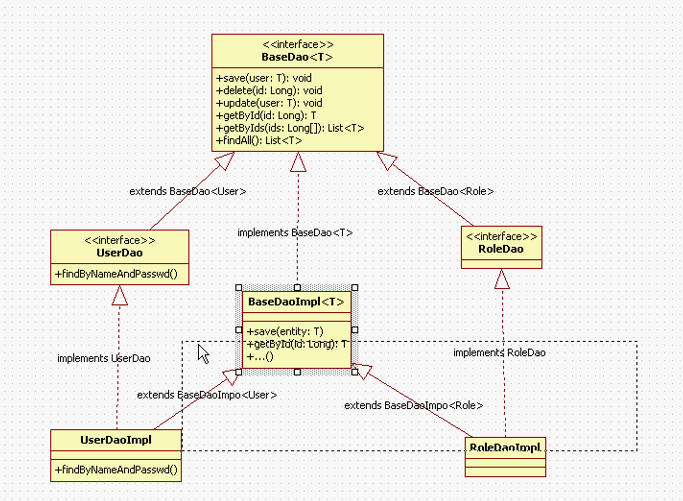 <<interface>>
BaseDao<T>
+save(user: T): void
+delete(id: Long): void
+update(user: T): void
+getById(id: Long): T
+getByIds(ids: Long[]): List<T>
+findAll(): List<T>
extends BaseDao<User>
extends BaseDao<Role>
implements BaseDao<T>
<<interface>>
UserDao
+findByNameAndPasswd()
<<interface>>
RoleDao
BaseDaoImpl<T>
+save(entity: T)
+getById(id: Long): T
+...()
implements UserDao
implements RoleDao
extends BaseDaoImpo<User>
extends BaseDaoImpo<Role>
UserDaoImpl
+findByNameAndPasswd()
RoleDaoImpl